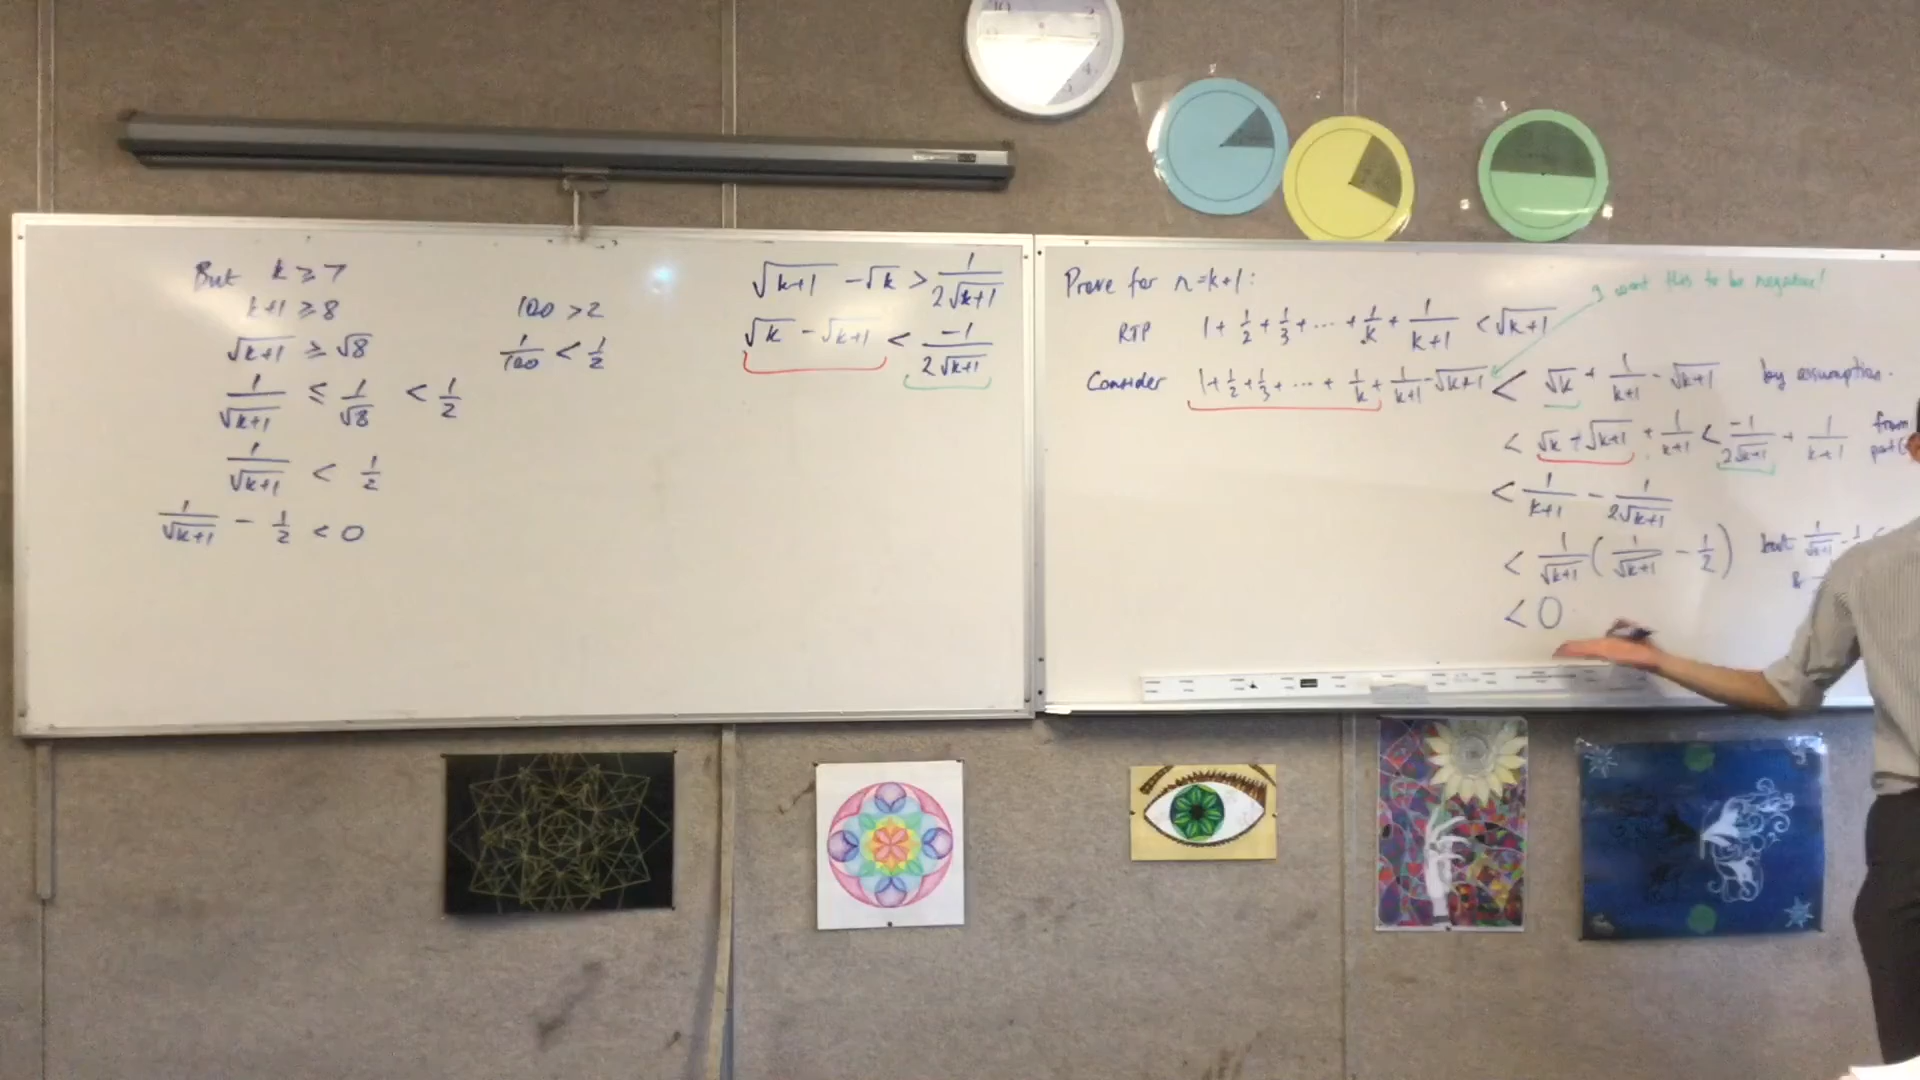 But k ≥ 7
k+1 ≥ 8
√(k+1) ≥ √8
1/√(k+1) ≤ 1/√8 < 1/2
1/√(k+1) < 1/2
1/√(k+1) - 1/2 < 0
100 > 2
1/100 < 1/2
√(k+1) - √k > 1/(2√(k+1))
√k - √(k+1) < -1/(2√(k+1))
Prove for n=k+1:
I want this to be negative!
RTP 1 + 1/2 + 1/3 + ... + 1/k + 1/(k+1) < √(k+1)
Consider 1 + 1/2 + 1/3 + ... + 1/k + 1/(k+1) - √(k+1) < √k + 1/(k+1) - √(k+1) by assumption.
< √k - √(k+1) + 1/(k+1) < -1/(2√(k+1)) + 1/(k+1) from
< 1/(k+1) - 1/(2√(k+1))
< 1/√(k+1) (1/√(k+1) - 1/2) but 1/√(k+1) - 1
< 0